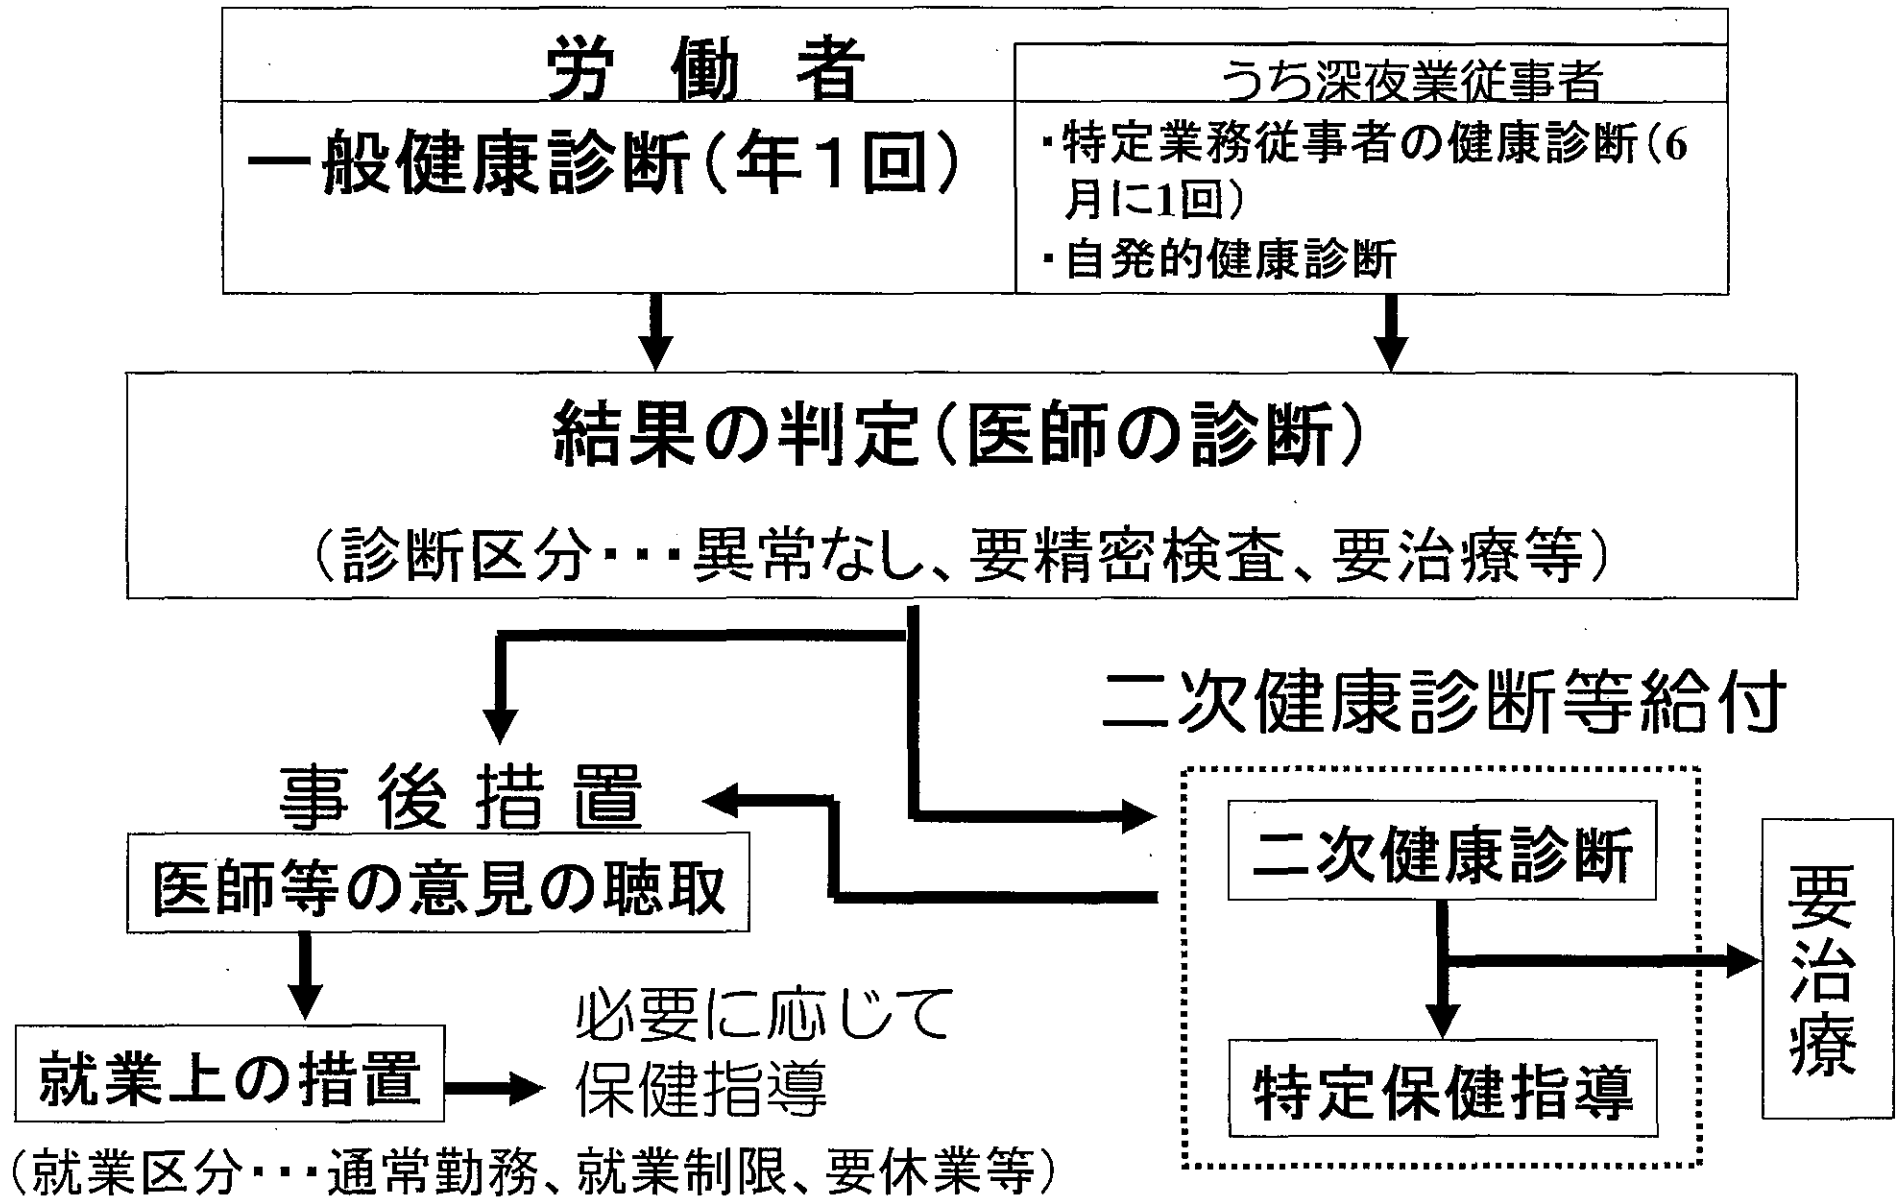 労働者
うち深夜業従事者
一般健康診断(年1回)
・特定業務従事者の健康診断(6
月に1回)
・自発的健康診断
結果の判定(医師の診断)
(診断区分・・・異常なし、要精密検査、要治療等)
二次健康診断等給付
事後措置
医師等の意見の聴取
就業上の措置
必要に応じて
保健指導
(就業区分・・・通常勤務、就業制限、要休業等)
二次健康診断
特定保健指導
要治療